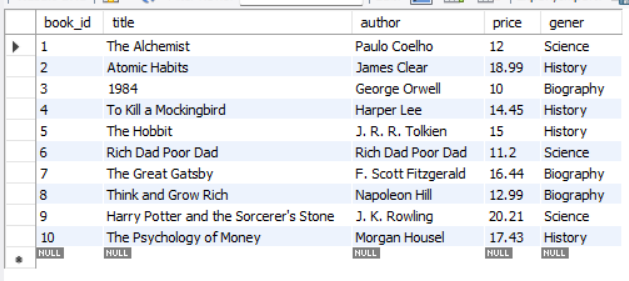 book_id title author price gener
1 The Alchemist Paulo Coelho 12 Science
2 Atomic Habits James Clear 18.99 History
3 1984 George Orwell 10 Biography
4 To Kill a Mockingbird Harper Lee 14.45 History
5 The Hobbit J. R. R. Tolkien 15 History
6 Rich Dad Poor Dad Rich Dad Poor Dad 11.2 Science
7 The Great Gatsby F. Scott Fitzgerald 16.44 Biography
8 Think and Grow Rich Napoleon Hill 12.99 Biography
9 Harry Potter and the Sorcerer's Stone J. K. Rowling 20.21 Science
10 The Psychology of Money Morgan Housel 17.43 History
NULL NULL NULL NULL NULL